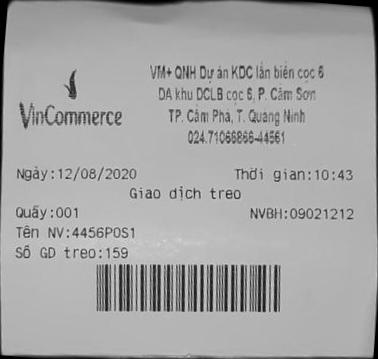 VM+ QNH Dự án KDC lấn biển cọc 6
DA khu DCLB cọc 6, P. Cẩm Sơn
VinCommerce
TP. Cẩm Phả, T. Quảng Ninh
024.71066866-44561
Ngày:12/08/2020 Thời gian:10:43
Giao dịch treo
Quầy:001 NVBH:09021212
Tên NV:4456POS1
Số GD treo:159